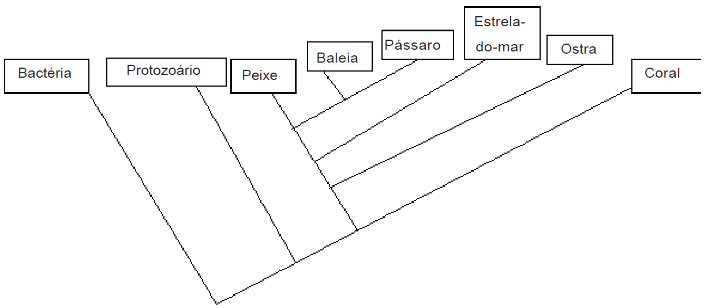 Bactéria
Protozoário
Peixe
Baleia
Pássaro
Estrela-
do-mar
Ostra
Coral